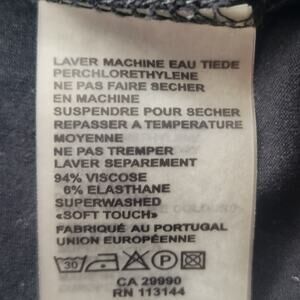 LAVER MACHINE EAU TIEDE
PERCHLORETHYLENE
NE PAS FAIRE SECHER
EN MACHINE
SUSPENDRE POUR SECHER
REPASSER A TEMPERATURE
MOYENNE
NE PAS TREMPER
LAVER SEPAREMENT
94% VISCOSE
6% ELASTHANE
SUPERWASHED
«SOFT TOUCH»
FABRIQUÉ AU PORTUGAL
UNION EUROPÉENNE
30 P
CA 29990
RN 113144